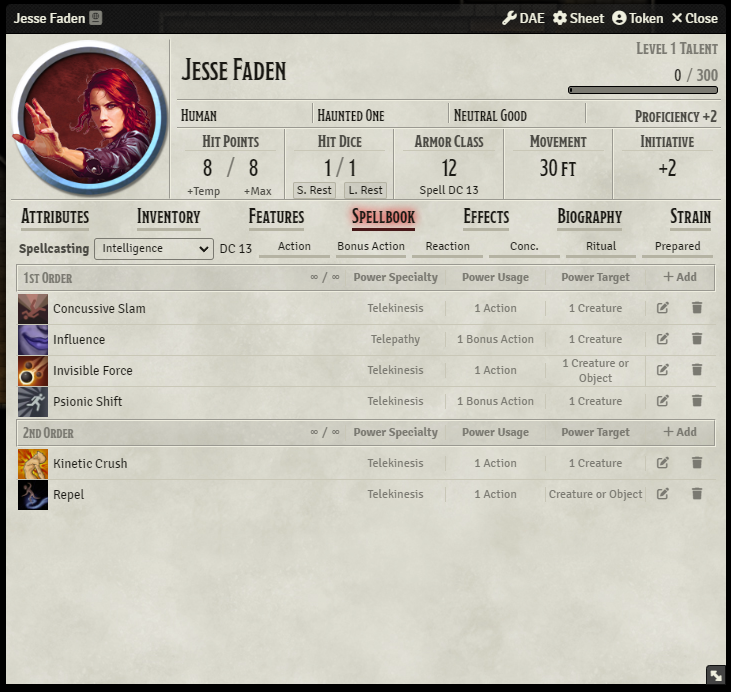 Jesse Faden DAE Sheet Token Close
Level 1 Talent
Jesse Faden
0 / 300
Human Haunted One Neutral Good Proficiency +2
Hit Points Hit Dice Armor Class Movement Initiative
8 / 8 1 / 1 12 30 ft +2
+Temp +Max S. Rest L. Rest Spell DC 13
Attributes Inventory Features Spellbook Effects Biography Strain
Spellcasting Intelligence DC 13 Action Bonus Action Reaction Conc. Ritual Prepared
1st Order ∞ / ∞ Power Specialty Power Usage Power Target + Add
Concussive Slam Telekinesis 1 Action 1 Creature
Influence Telepathy 1 Bonus Action 1 Creature
Invisible Force Telekinesis 1 Action 1 Creature or
Object
Psionic Shift Telekinesis 1 Bonus Action 1 Creature
2nd Order ∞ / ∞ Power Specialty Power Usage Power Target + Add
Kinetic Crush Telekinesis 1 Action 1 Creature
Repel Telekinesis 1 Action Creature or Object